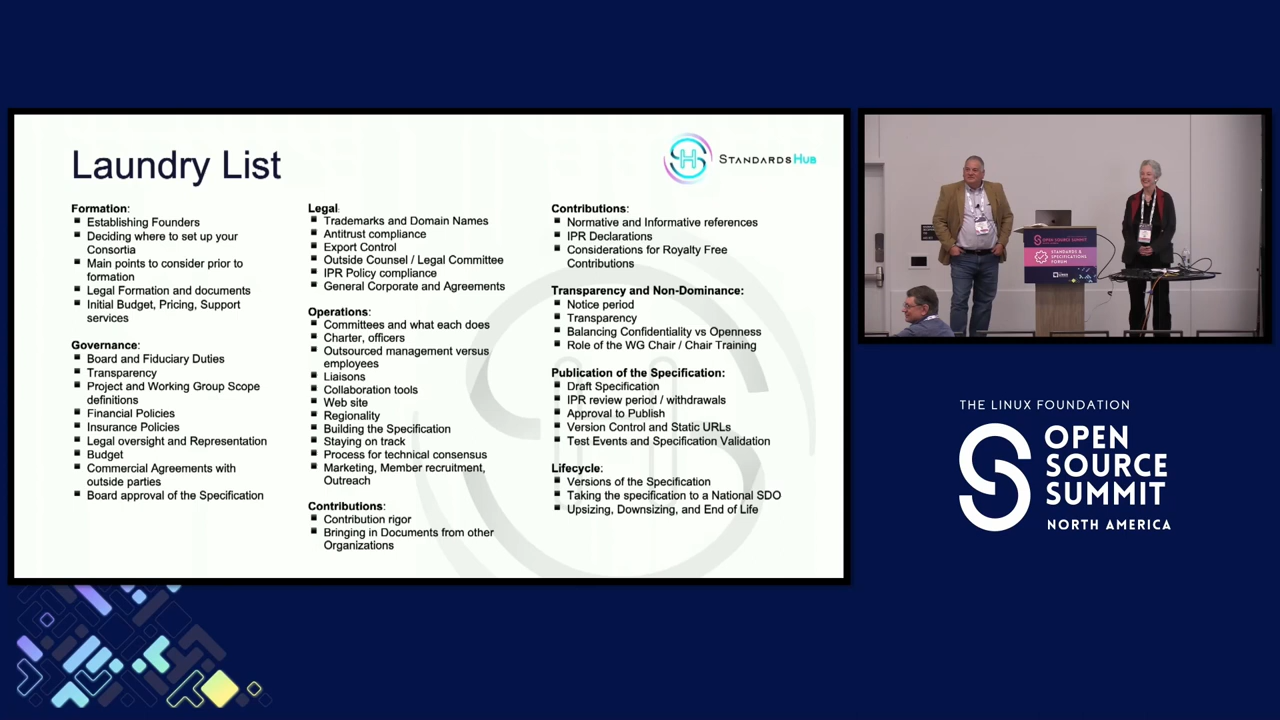 Laundry List
STANDARDSHUB
Formation:
Establishing Founders
Deciding where to set up your
Consortia
Main points to consider prior to
formation
Legal Formation and documents
Initial Budget, Pricing, Support
services
Governance:
Board and Fiduciary Duties
Transparency
Project and Working Group Scope
definitions
Financial Policies
Insurance Policies
Legal oversight and Representation
Budget
Commercial Agreements with
outside parties
Board approval of the Specification
Legal
Trademarks and Domain Names
Antitrust compliance
Export Control
Outside Counsel / Legal Committee
IPR Policy compliance
General Corporate and Agreements
Operations:
Committees and what each does
Charter, officers
Outsourced management versus
employees
Liaisons
Collaboration tools
Web site
Regionality
Building the Specification
Staying on track
Process for technical consensus
Marketing, Member recruitment,
Outreach
Contributions:
Contribution rigor
Bringing in Documents from other
Organizations
Contributions:
Normative and Informative references
IPR Declarations
Considerations for Royalty Free
Contributions
Transparency and Non-Dominance:
Notice period
Transparency
Balancing Confidentiality vs Openness
Role of the WG Chair / Chair Training
Publication of the Specification:
Draft Specification
IPR review period / withdrawals
Approval to Publish
Version Control and Static URLs
Test Events and Specification Validation
Lifecycle:
Versions of the Specification
Taking the specification to a National SDO
Upsizing, Downsizing, and End of Life
OPEN SOURCE SUMMIT
STANDARDS &
SPECIFICATIONS
FORUM
THE LINUX FOUNDATION
OPEN
SOURCE
SUMMIT
NORTH AMERICA